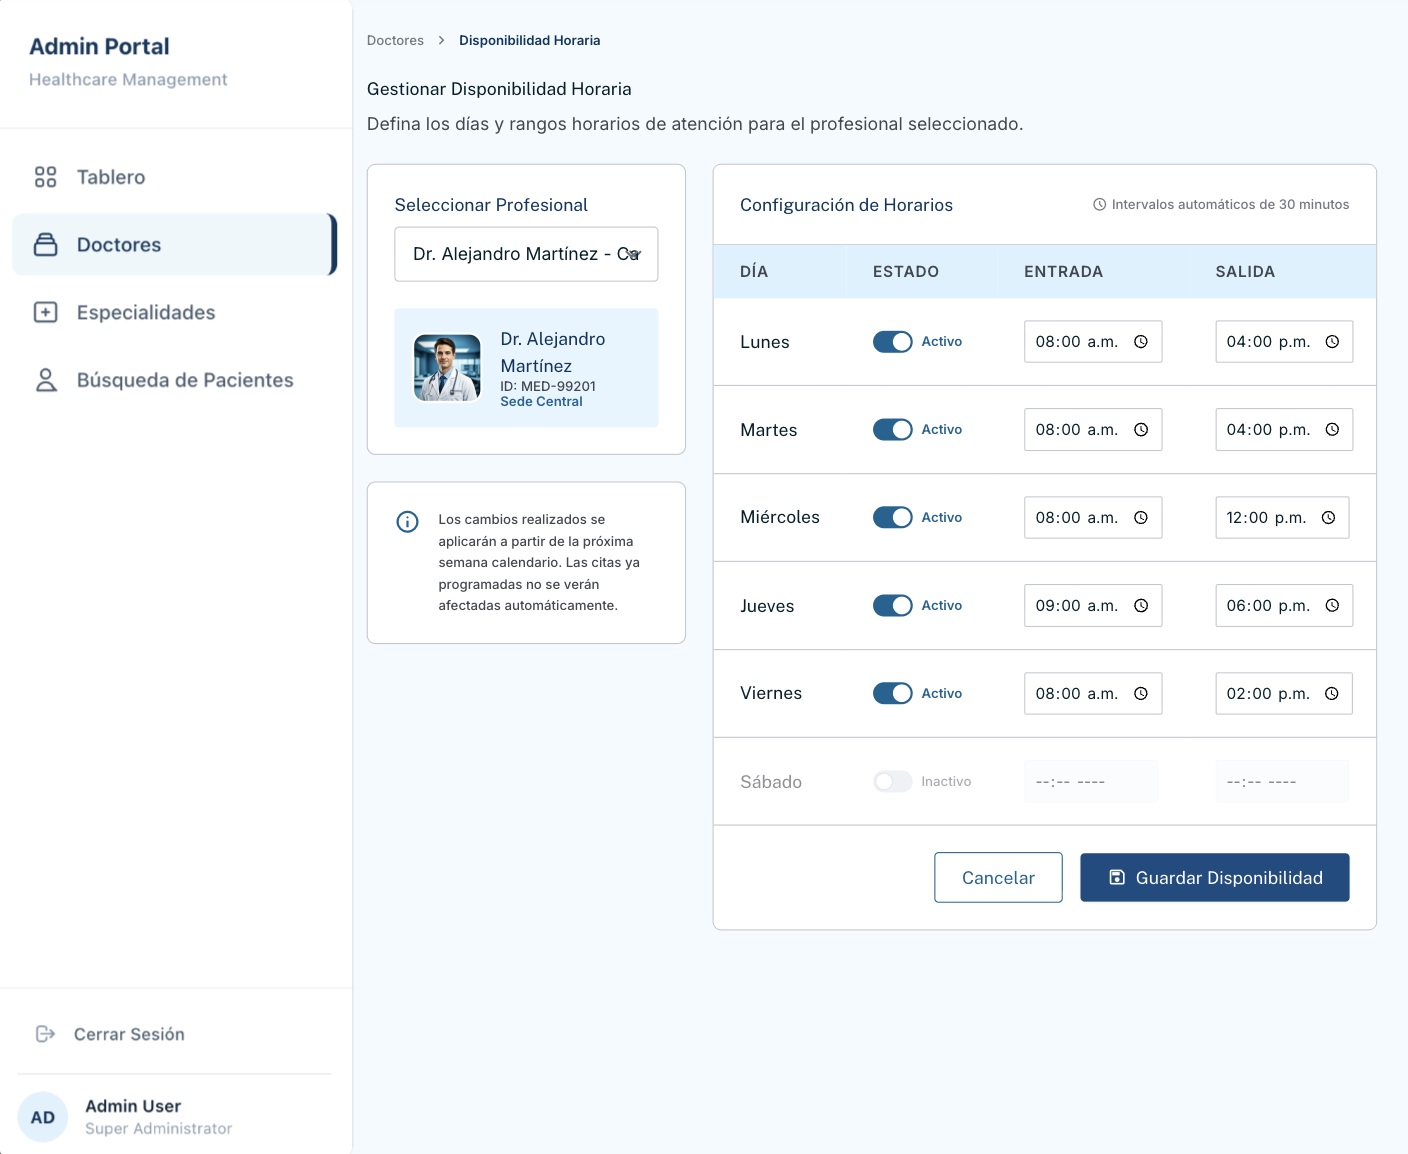 Admin Portal
Healthcare Management
Tablero
Doctores
Especialidades
Búsqueda de Pacientes
Cerrar Sesión
AD
Admin User
Super Administrator
Doctores > Disponibilidad Horaria
Gestionar Disponibilidad Horaria
Defina los días y rangos horarios de atención para el profesional seleccionado.
Seleccionar Profesional
Dr. Alejandro Martínez - Ca
Dr. Alejandro
Martínez
ID: MED-99201
Sede Central
Los cambios realizados se
aplicarán a partir de la próxima
semana calendario. Las citas ya
programadas no se verán
afectadas automáticamente.
Configuración de Horarios
Intervalos automáticos de 30 minutos
DÍA ESTADO ENTRADA SALIDA
Lunes Activo 08:00 a.m. 04:00 p.m.
Martes Activo 08:00 a.m. 04:00 p.m.
Miércoles Activo 08:00 a.m. 12:00 p.m.
Jueves Activo 09:00 a.m. 06:00 p.m.
Viernes Activo 08:00 a.m. 02:00 p.m.
Sábado Inactivo --:-- ---- --:-- ----
Cancelar
Guardar Disponibilidad